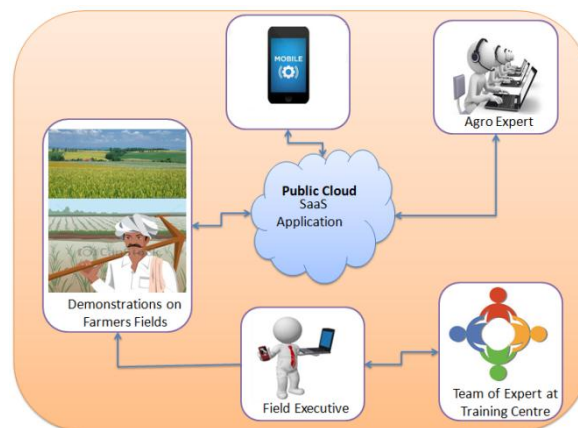 MOBILE
Agro Expert
Public Cloud
SaaS
Application
Demonstrations on
Farmers Fields
Field Executive
Team of Expert at
Training Centre